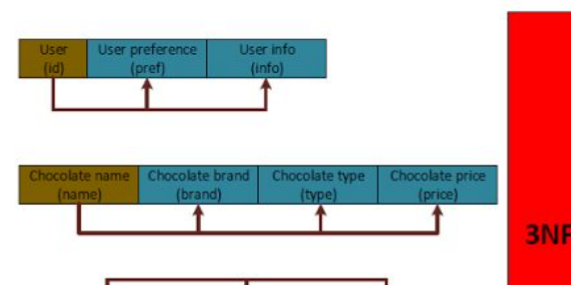 User User preference User info
(id) (pref) (info)
Chocolate name Chocolate brand Chocolate type Chocolate price
(name) (brand) (type) (price)
3NF